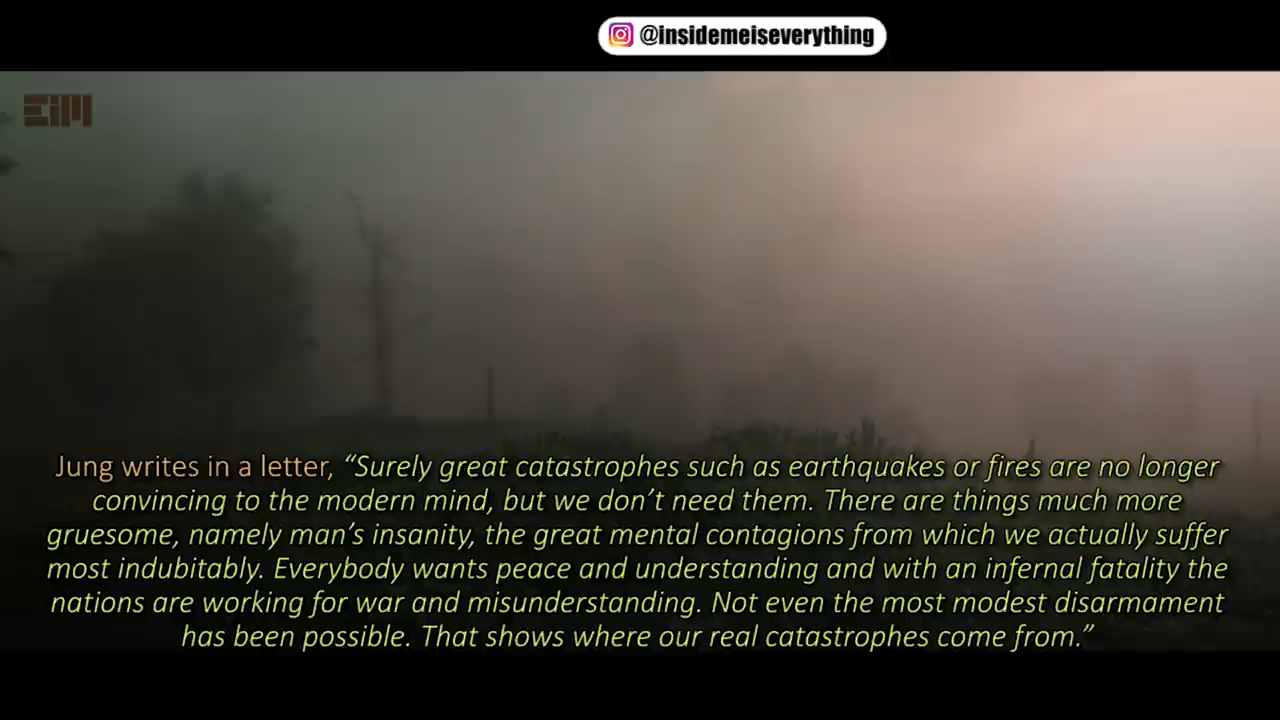 @insidemeiseverything
EiM
Jung writes in a letter, “Surely great catastrophes such as earthquakes or fires are no longer
convincing to the modern mind, but we don’t need them. There are things much more
gruesome, namely man’s insanity, the great mental contagions from which we actually suffer
most indubitably. Everybody wants peace and understanding and with an infernal fatality the
nations are working for war and misunderstanding. Not even the most modest disarmament
has been possible. That shows where our real catastrophes come from.”